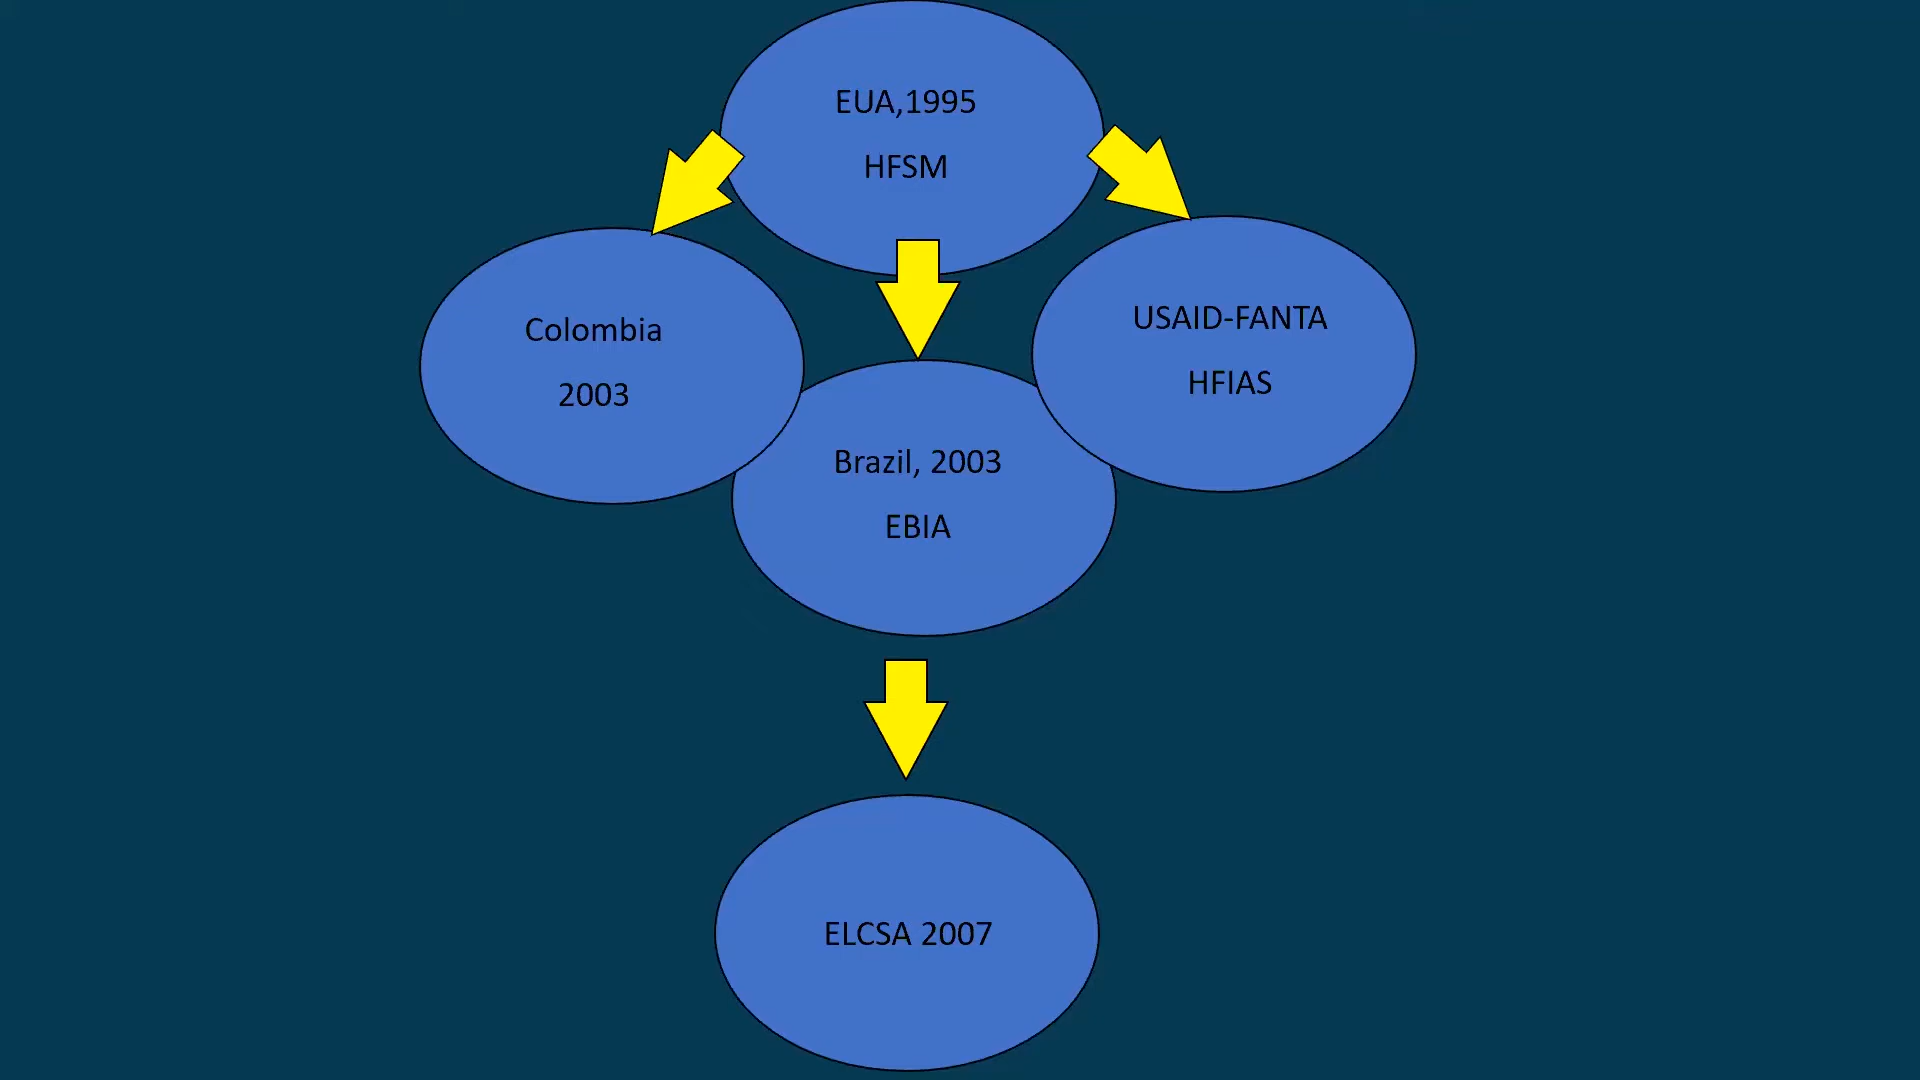 EUA,1995
HFSM
Colombia
2003
USAID-FANTA
HFIAS
Brazil, 2003
EBIA
ELCSA 2007